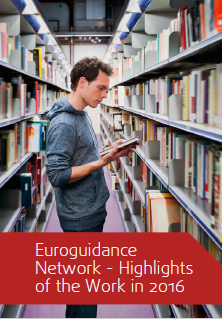 Euroguidance
Network - Highlights
of the Work in 2016